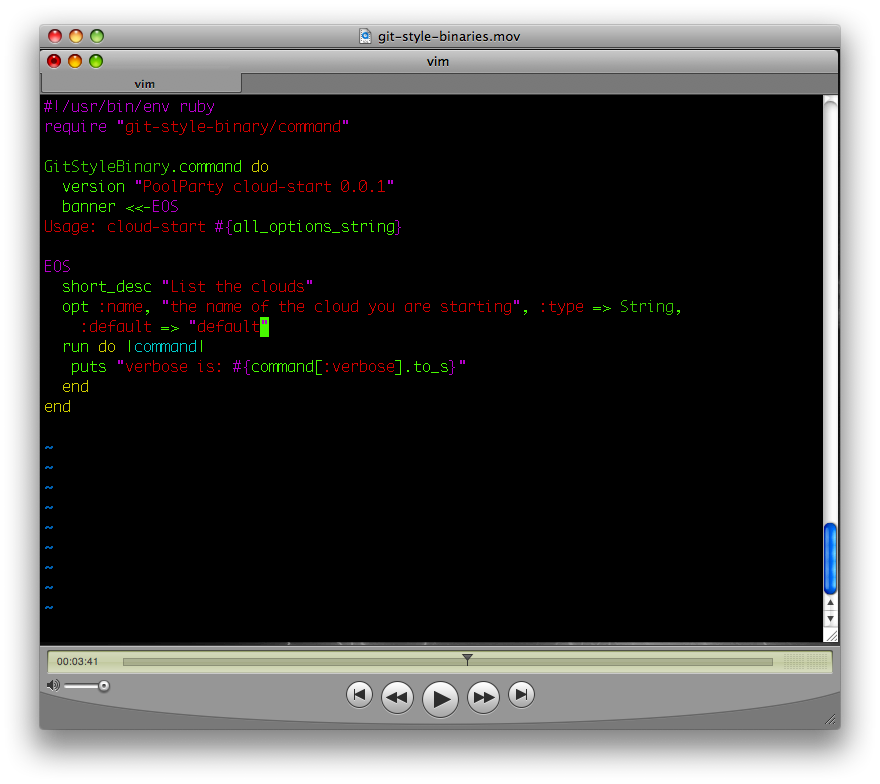 git-style-binaries.mov
vim
vim
#!/usr/bin/env ruby
require "git-style-binary/command"

GitStyleBinary.command do
  version "PoolParty cloud-start 0.0.1"
  banner <<-EOS
Usage: cloud-start #{all_options_string}

EOS
  short_desc "List the clouds"
  opt :name, "the name of the cloud you are starting", :type => String,
    :default => "default"
  run do |command|
   puts "verbose is: #{command[:verbose].to_s}"
  end
end

~
~
~
~
~
~
~
~
~
00:03:41